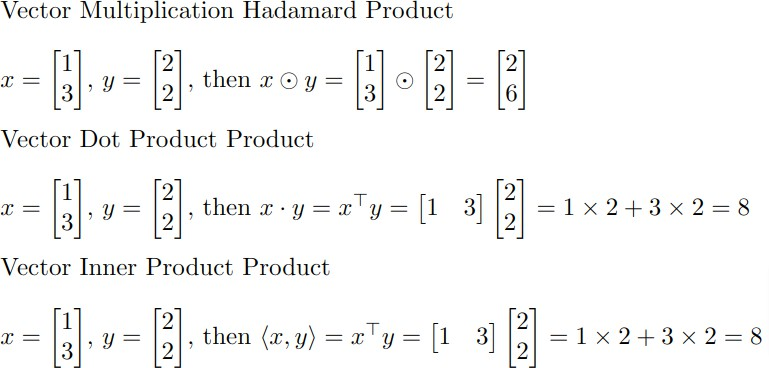 Vector Multiplication Hadamard Product
x = [1 3], y = [2 2], then x ⊙ y = [1 3] ⊙ [2 2] = [2 6]
Vector Dot Product Product
x = [1 3], y = [2 2], then x · y = x⊤y = [1 3] [2 2] = 1 × 2 + 3 × 2 = 8
Vector Inner Product Product
x = [1 3], y = [2 2], then ⟨x, y⟩ = x⊤y = [1 3] [2 2] = 1 × 2 + 3 × 2 = 8